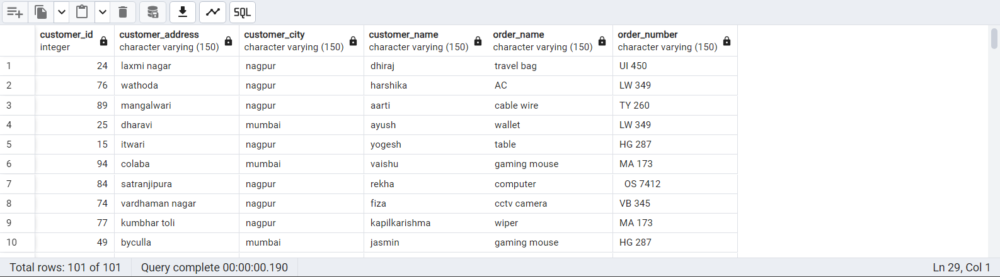 SQL
customer_id customer_address customer_city customer_name order_name order_number
integer character varying (150) character varying (150) character varying (150) character varying (150) character varying (150)
1 24 laxmi nagar nagpur dhiraj travel bag UI 450
2 76 wathoda nagpur harshika AC LW 349
3 89 mangalwari nagpur aarti cable wire TY 260
4 25 dharavi mumbai ayush wallet LW 349
5 15 itwari nagpur yogesh table HG 287
6 94 colaba mumbai vaishu gaming mouse MA 173
7 84 satranjipura nagpur rekha computer OS 7412
8 74 vardhaman nagar nagpur fiza cctv camera VB 345
9 77 kumbhar toli nagpur kapilkarishma wiper MA 173
10 49 byculla mumbai jasmin gaming mouse HG 287
Total rows: 101 of 101 Query complete 00:00:00.190 Ln 29, Col 1